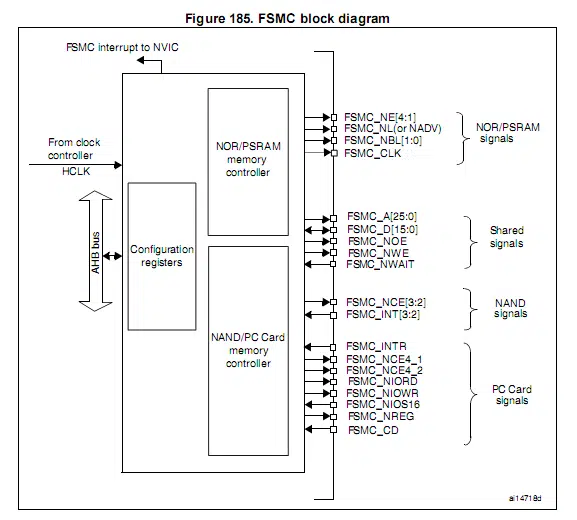 Figure 185. FSMC block diagram
FSMC interrupt to NVIC
From clock
controller
HCLK
AHB bus
Configuration
registers
NOR/PSRAM
memory
controller
NAND/PC Card
memory
controller
FSMC_NE[4:1]
FSMC_NL(or NADV)
FSMC_NBL[1:0]
FSMC_CLK
NOR/PSRAM
signals
FSMC_A[25:0]
FSMC_D[15:0]
FSMC_NOE
FSMC_NWE
FSMC_NWAIT
Shared
signals
FSMC_NCE[3:2]
FSMC_INT[3:2]
NAND
signals
FSMC_INTR
FSMC_NCE4_1
FSMC_NCE4_2
FSMC_NIORD
FSMC_NIOWR
FSMC_NIOS16
FSMC_NREG
FSMC_CD
PC Card
signals
ai14718d